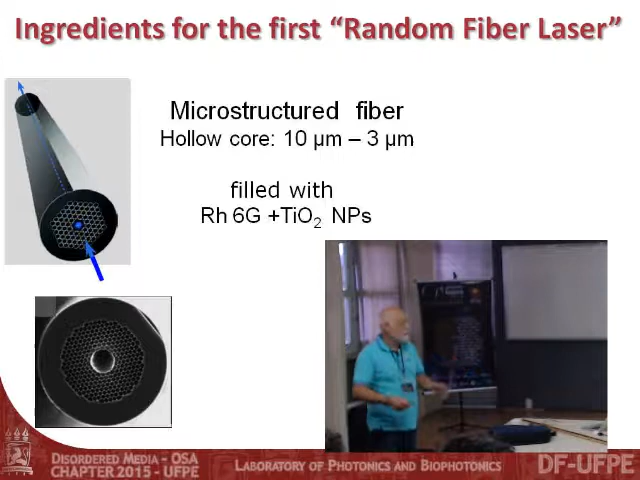 Ingredients for the first “Random Fiber Laser”
Microstructured fiber
Hollow core: 10 µm – 3 µm
filled with
Rh 6G +TiO₂ NPs
DISORDERED MEDIA - OSA
CHAPTER 2015 - UFPE
LABORATORY OF PHOTONICS AND BIOPHOTONICS
DF-UFPE